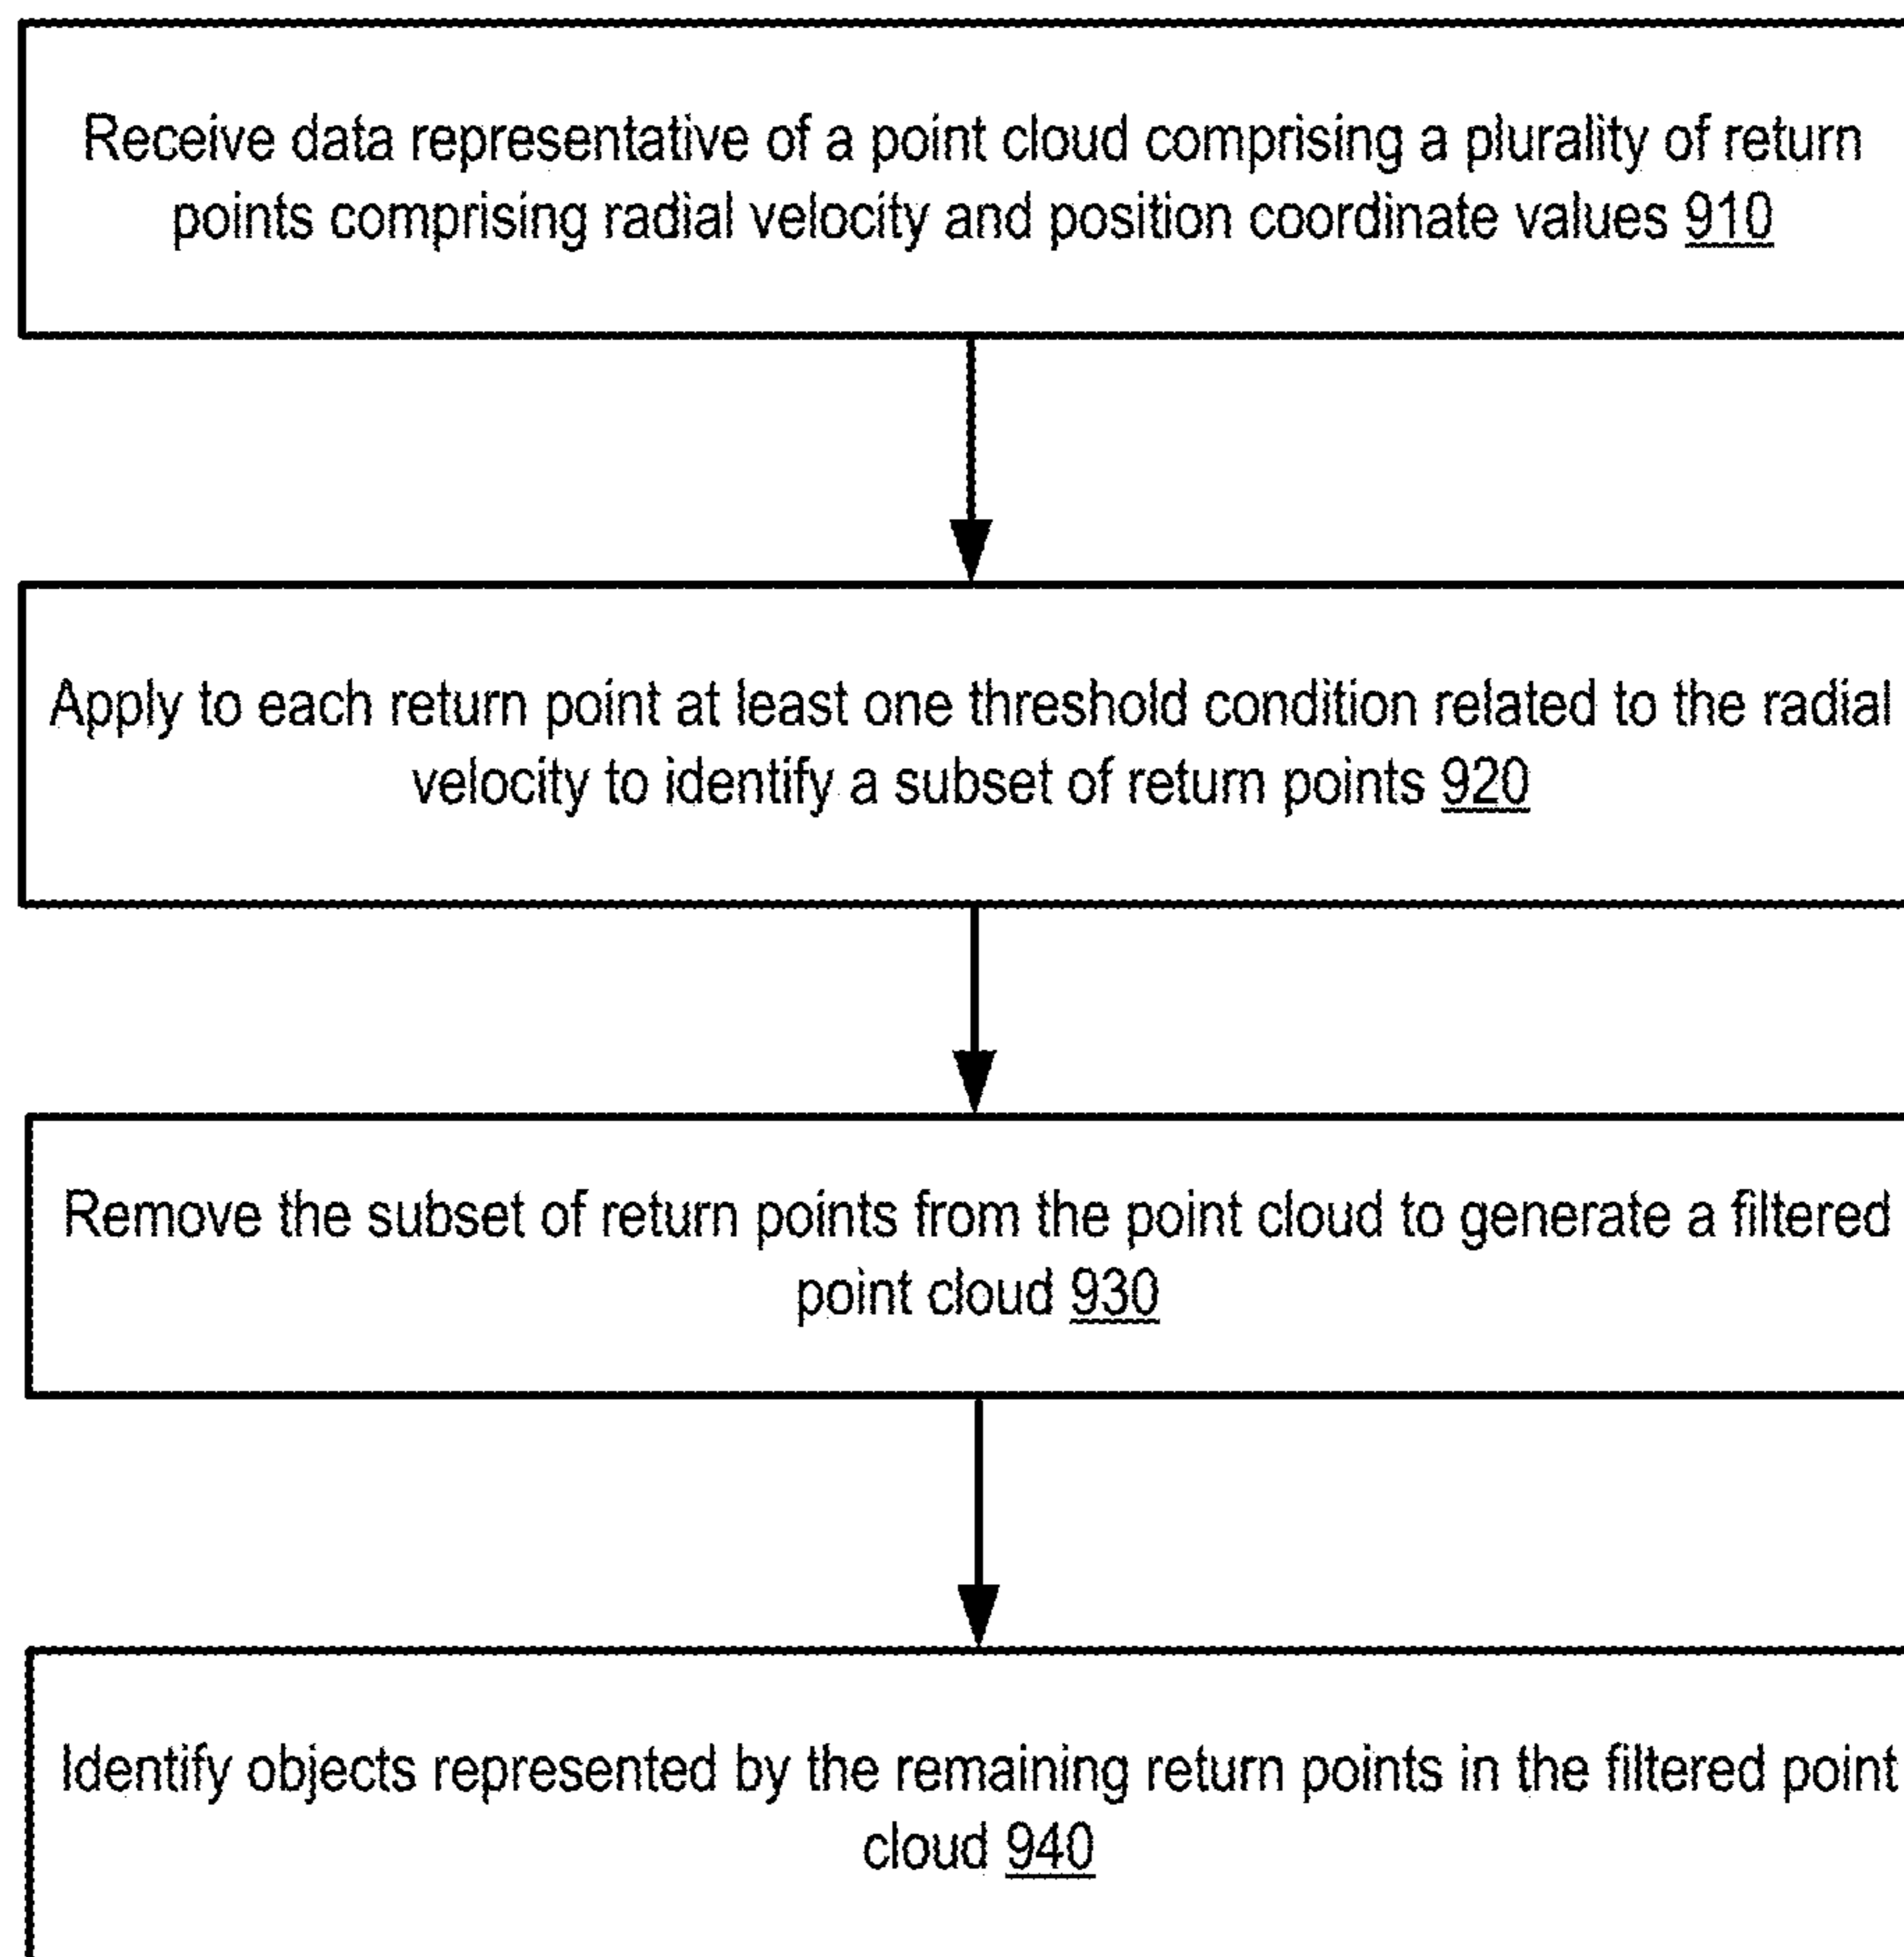 Receive data representative of a point cloud comprising a plurality of return
points comprising radial velocity and position coordinate values 910
Apply to each return point at least one threshold condition related to the radial
velocity to identify a subset of return points 920
Remove the subset of return points from the point cloud to generate a filtered
point cloud 930
Identify objects represented by the remaining return points in the filtered point
cloud 940